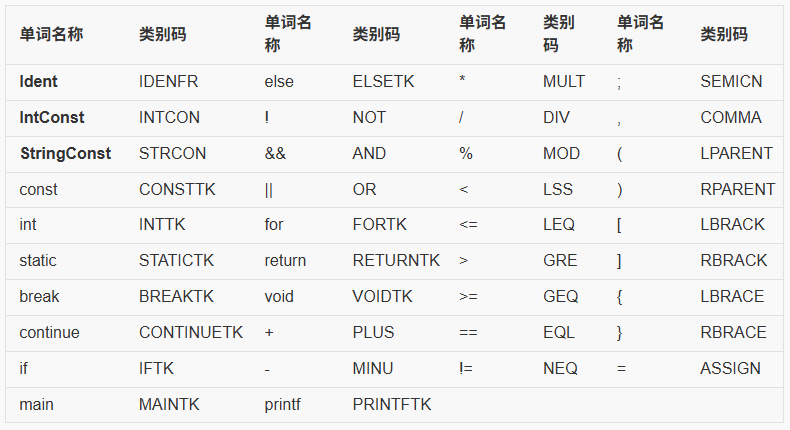 单词名称 类别码 单词名称 类别码 单词名称 类别码 单词名称 类别码
Ident IDENFR else ELSETK * MULT ; SEMICN
IntConst INTCON ! NOT / DIV , COMMA
StringConst STRCON && AND % MOD ( LPARENT
const CONSTTK || OR < LSS ) RPARENT
int INTTK for FORTK <= LEQ [ LBRACK
static STATICTK return RETURNTK > GRE ] RBRACK
break BREAKTK void VOIDTK >= GEQ { LBRACE
continue CONTINUETK + PLUS == EQL } RBRACE
if IFTK - MINU != NEQ = ASSIGN
main MAINTK printf PRINTFTK